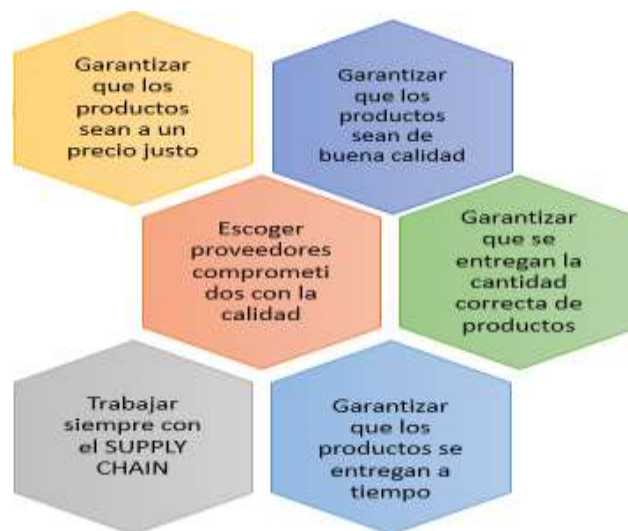 Garantizar
que los
productos
sean a un
precio justo
Garantizar
que los
productos
sean de
buena calidad
Escoger
proveedores
comprometi
dos con la
calidad
Garantizar
que se
entregan la
cantidad
correcta de
productos
Trabajar
siempre con
el SUPPLY
CHAIN
Garantizar
que los
productos se
entregan a
tiempo